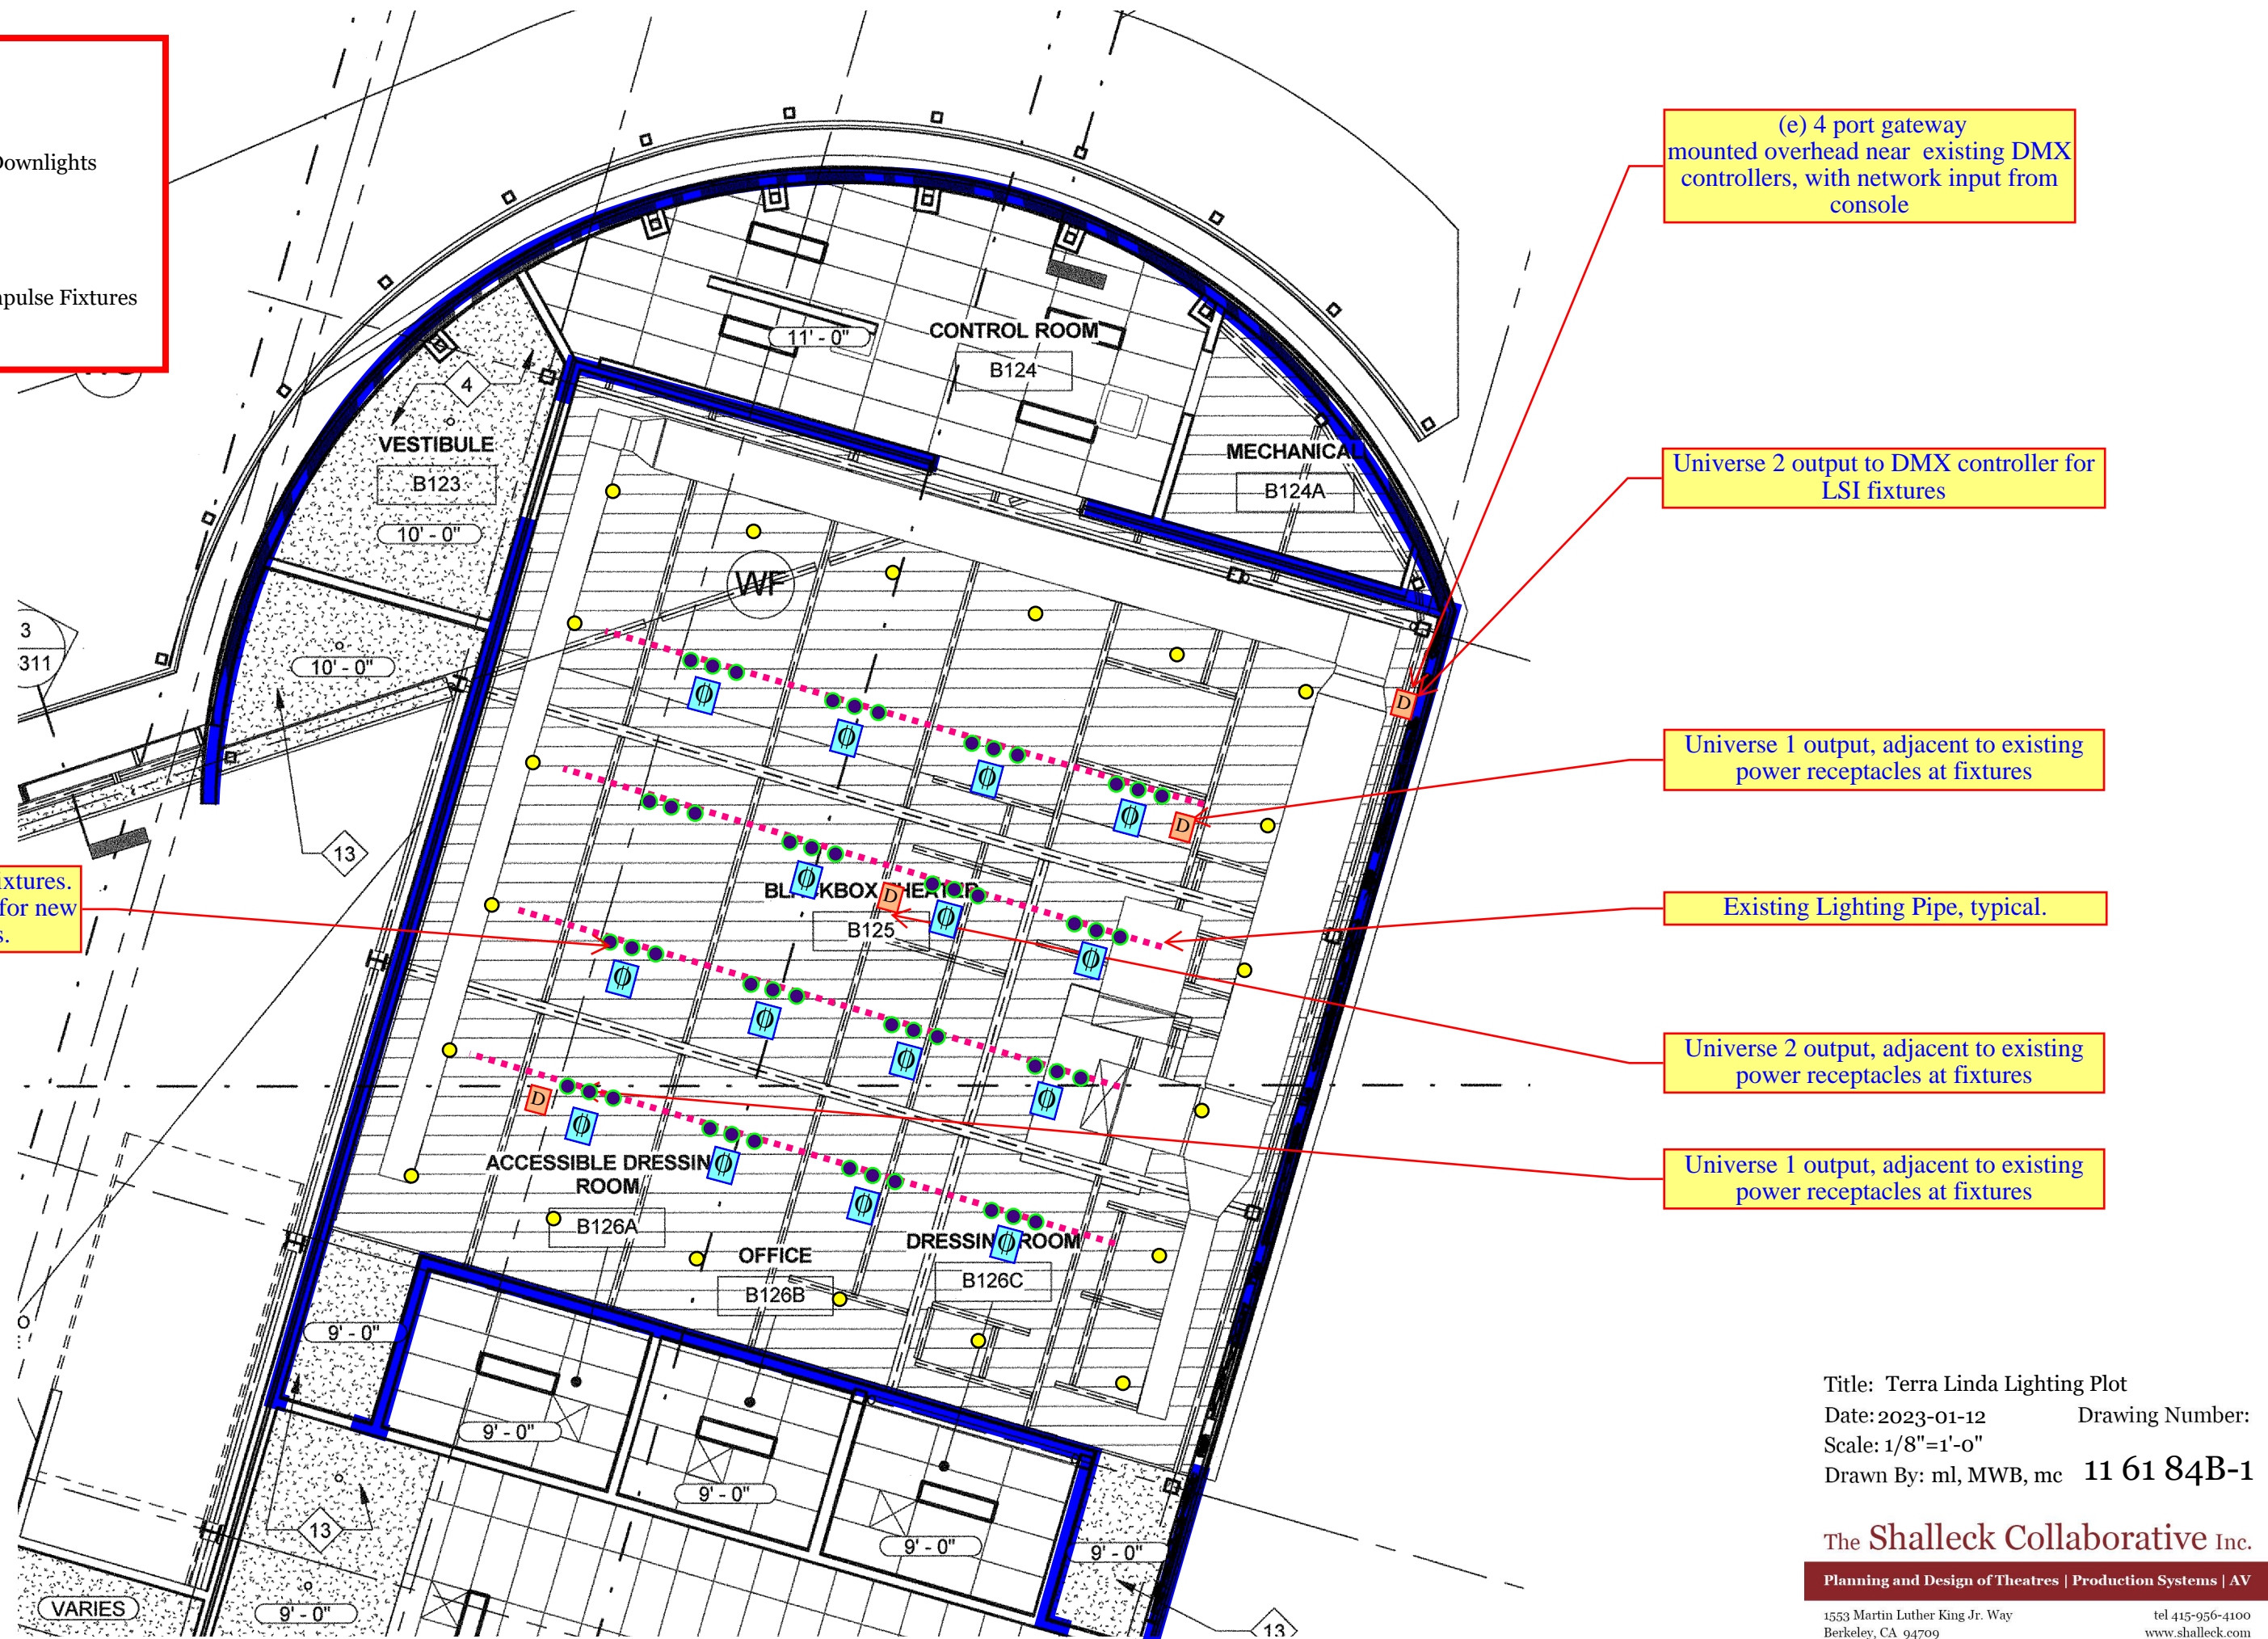 Downlights
pulse Fixtures
(e) 4 port gateway
mounted overhead near existing DMX
controllers, with network input from
console
11' - 0"
CONTROL ROOM
B124
4
VESTIBULE
B123
10' - 0"
MECHANICAL
B124A
Universe 2 output to DMX controller for
LSI fixtures
WF
3
311
10' - 0"
D
Universe 1 output, adjacent to existing
power receptacles at fixtures
D
13
ixtures.
for new
s.
BLACKBOX THEATER
D
B125
Existing Lighting Pipe, typical.
Universe 2 output, adjacent to existing
power receptacles at fixtures
D
ACCESSIBLE DRESSING
ROOM
B126A
Universe 1 output, adjacent to existing
power receptacles at fixtures
OFFICE
B126B
DRESSING ROOM
B126C
9' - 0"
9' - 0"
9' - 0"
9' - 0"
9' - 0"
13
VARIES
9' - 0"
13
Title: Terra Linda Lighting Plot
Date: 2023-01-12 Drawing Number:
Scale: 1/8"=1'-0"
Drawn By: ml, MWB, mc 11 61 84B-1
The Shalleck Collaborative Inc.
Planning and Design of Theatres | Production Systems | AV
1553 Martin Luther King Jr. Way tel 415-956-4100
Berkeley, CA 94709 www.shalleck.com